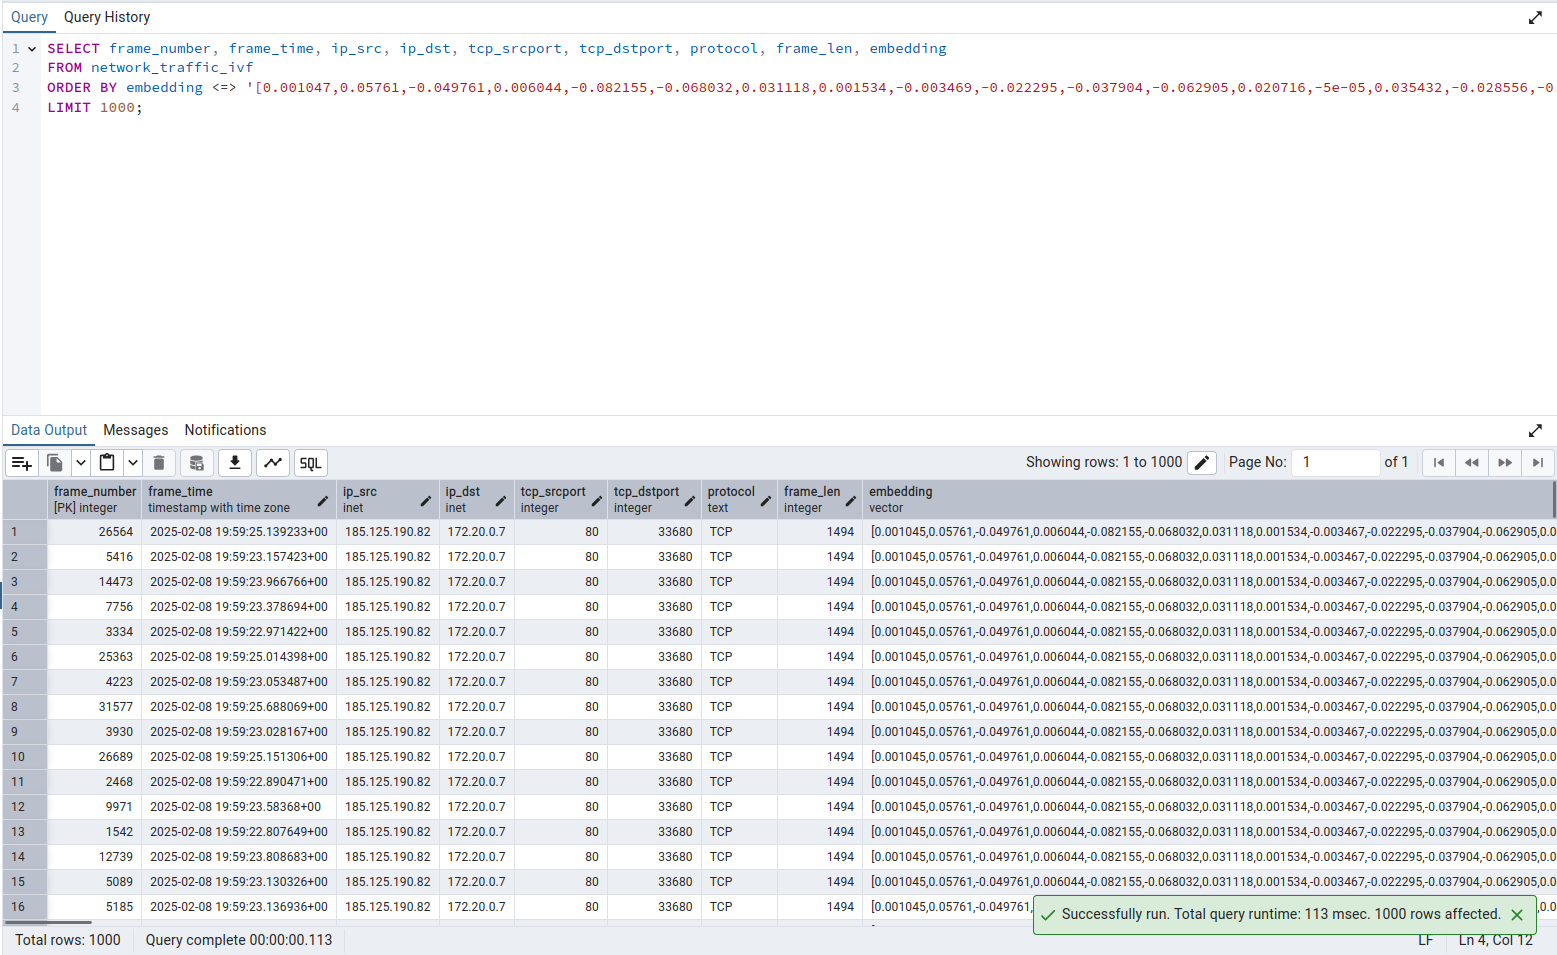 Query Query History
1 SELECT frame_number, frame_time, ip_src, ip_dst, tcp_srcport, tcp_dstport, protocol, frame_len, embedding
2 FROM network_traffic_ivf
3 ORDER BY embedding <=> '[0.001047,0.05761,-0.049761,0.006044,-0.082155,-0.068032,0.031118,0.001534,-0.003469,-0.022295,-0.037904,-0.062905,0.020716,-5e-05,0.035432,-0.028556,-0
4 LIMIT 1000;
Data Output Messages Notifications
SQL Showing rows: 1 to 1000 Page No: 1 of 1
frame_number frame_time ip_src ip_dst tcp_srcport tcp_dstport protocol frame_len embedding
[PK] integer timestamp with time zone inet inet integer integer text integer vector
1 26564 2025-02-08 19:59:25.139233+00 185.125.190.82 172.20.0.7 80 33680 TCP 1494 [0.001045,0.05761,-0.049761,0.006044,-0.082155,-0.068032,0.031118,0.001534,-0.003467,-0.022295,-0.037904,-0.062905,0.0
2 5416 2025-02-08 19:59:23.157423+00 185.125.190.82 172.20.0.7 80 33680 TCP 1494 [0.001045,0.05761,-0.049761,0.006044,-0.082155,-0.068032,0.031118,0.001534,-0.003467,-0.022295,-0.037904,-0.062905,0.0
3 14473 2025-02-08 19:59:23.966766+00 185.125.190.82 172.20.0.7 80 33680 TCP 1494 [0.001045,0.05761,-0.049761,0.006044,-0.082155,-0.068032,0.031118,0.001534,-0.003467,-0.022295,-0.037904,-0.062905,0.0
4 7756 2025-02-08 19:59:23.378694+00 185.125.190.82 172.20.0.7 80 33680 TCP 1494 [0.001045,0.05761,-0.049761,0.006044,-0.082155,-0.068032,0.031118,0.001534,-0.003467,-0.022295,-0.037904,-0.062905,0.0
5 3334 2025-02-08 19:59:22.971422+00 185.125.190.82 172.20.0.7 80 33680 TCP 1494 [0.001045,0.05761,-0.049761,0.006044,-0.082155,-0.068032,0.031118,0.001534,-0.003467,-0.022295,-0.037904,-0.062905,0.0
6 25363 2025-02-08 19:59:25.014398+00 185.125.190.82 172.20.0.7 80 33680 TCP 1494 [0.001045,0.05761,-0.049761,0.006044,-0.082155,-0.068032,0.031118,0.001534,-0.003467,-0.022295,-0.037904,-0.062905,0.0
7 4223 2025-02-08 19:59:23.053487+00 185.125.190.82 172.20.0.7 80 33680 TCP 1494 [0.001045,0.05761,-0.049761,0.006044,-0.082155,-0.068032,0.031118,0.001534,-0.003467,-0.022295,-0.037904,-0.062905,0.0
8 31577 2025-02-08 19:59:25.688069+00 185.125.190.82 172.20.0.7 80 33680 TCP 1494 [0.001045,0.05761,-0.049761,0.006044,-0.082155,-0.068032,0.031118,0.001534,-0.003467,-0.022295,-0.037904,-0.062905,0.0
9 3930 2025-02-08 19:59:23.028167+00 185.125.190.82 172.20.0.7 80 33680 TCP 1494 [0.001045,0.05761,-0.049761,0.006044,-0.082155,-0.068032,0.031118,0.001534,-0.003467,-0.022295,-0.037904,-0.062905,0.0
10 26689 2025-02-08 19:59:25.151306+00 185.125.190.82 172.20.0.7 80 33680 TCP 1494 [0.001045,0.05761,-0.049761,0.006044,-0.082155,-0.068032,0.031118,0.001534,-0.003467,-0.022295,-0.037904,-0.062905,0.0
11 2468 2025-02-08 19:59:22.890471+00 185.125.190.82 172.20.0.7 80 33680 TCP 1494 [0.001045,0.05761,-0.049761,0.006044,-0.082155,-0.068032,0.031118,0.001534,-0.003467,-0.022295,-0.037904,-0.062905,0.0
12 9971 2025-02-08 19:59:23.58368+00 185.125.190.82 172.20.0.7 80 33680 TCP 1494 [0.001045,0.05761,-0.049761,0.006044,-0.082155,-0.068032,0.031118,0.001534,-0.003467,-0.022295,-0.037904,-0.062905,0.0
13 1542 2025-02-08 19:59:22.807649+00 185.125.190.82 172.20.0.7 80 33680 TCP 1494 [0.001045,0.05761,-0.049761,0.006044,-0.082155,-0.068032,0.031118,0.001534,-0.003467,-0.022295,-0.037904,-0.062905,0.0
14 12739 2025-02-08 19:59:23.808683+00 185.125.190.82 172.20.0.7 80 33680 TCP 1494 [0.001045,0.05761,-0.049761,0.006044,-0.082155,-0.068032,0.031118,0.001534,-0.003467,-0.022295,-0.037904,-0.062905,0.0
15 5089 2025-02-08 19:59:23.130326+00 185.125.190.82 172.20.0.7 80 33680 TCP 1494 [0.001045,0.05761,-0.049761,0.006044,-0.082155,-0.068032,0.031118,0.001534,-0.003467,-0.022295,-0.037904,-0.062905,0.0
16 5185 2025-02-08 19:59:23.136936+00 185.125.190.82 172.20.0.7 80 33680 TCP 1494 [0.001045,0.05761,-0.049761,
Successfully run. Total query runtime: 113 msec. 1000 rows affected.
Total rows: 1000 Query complete 00:00:00.113 LF Ln 4, Col 12